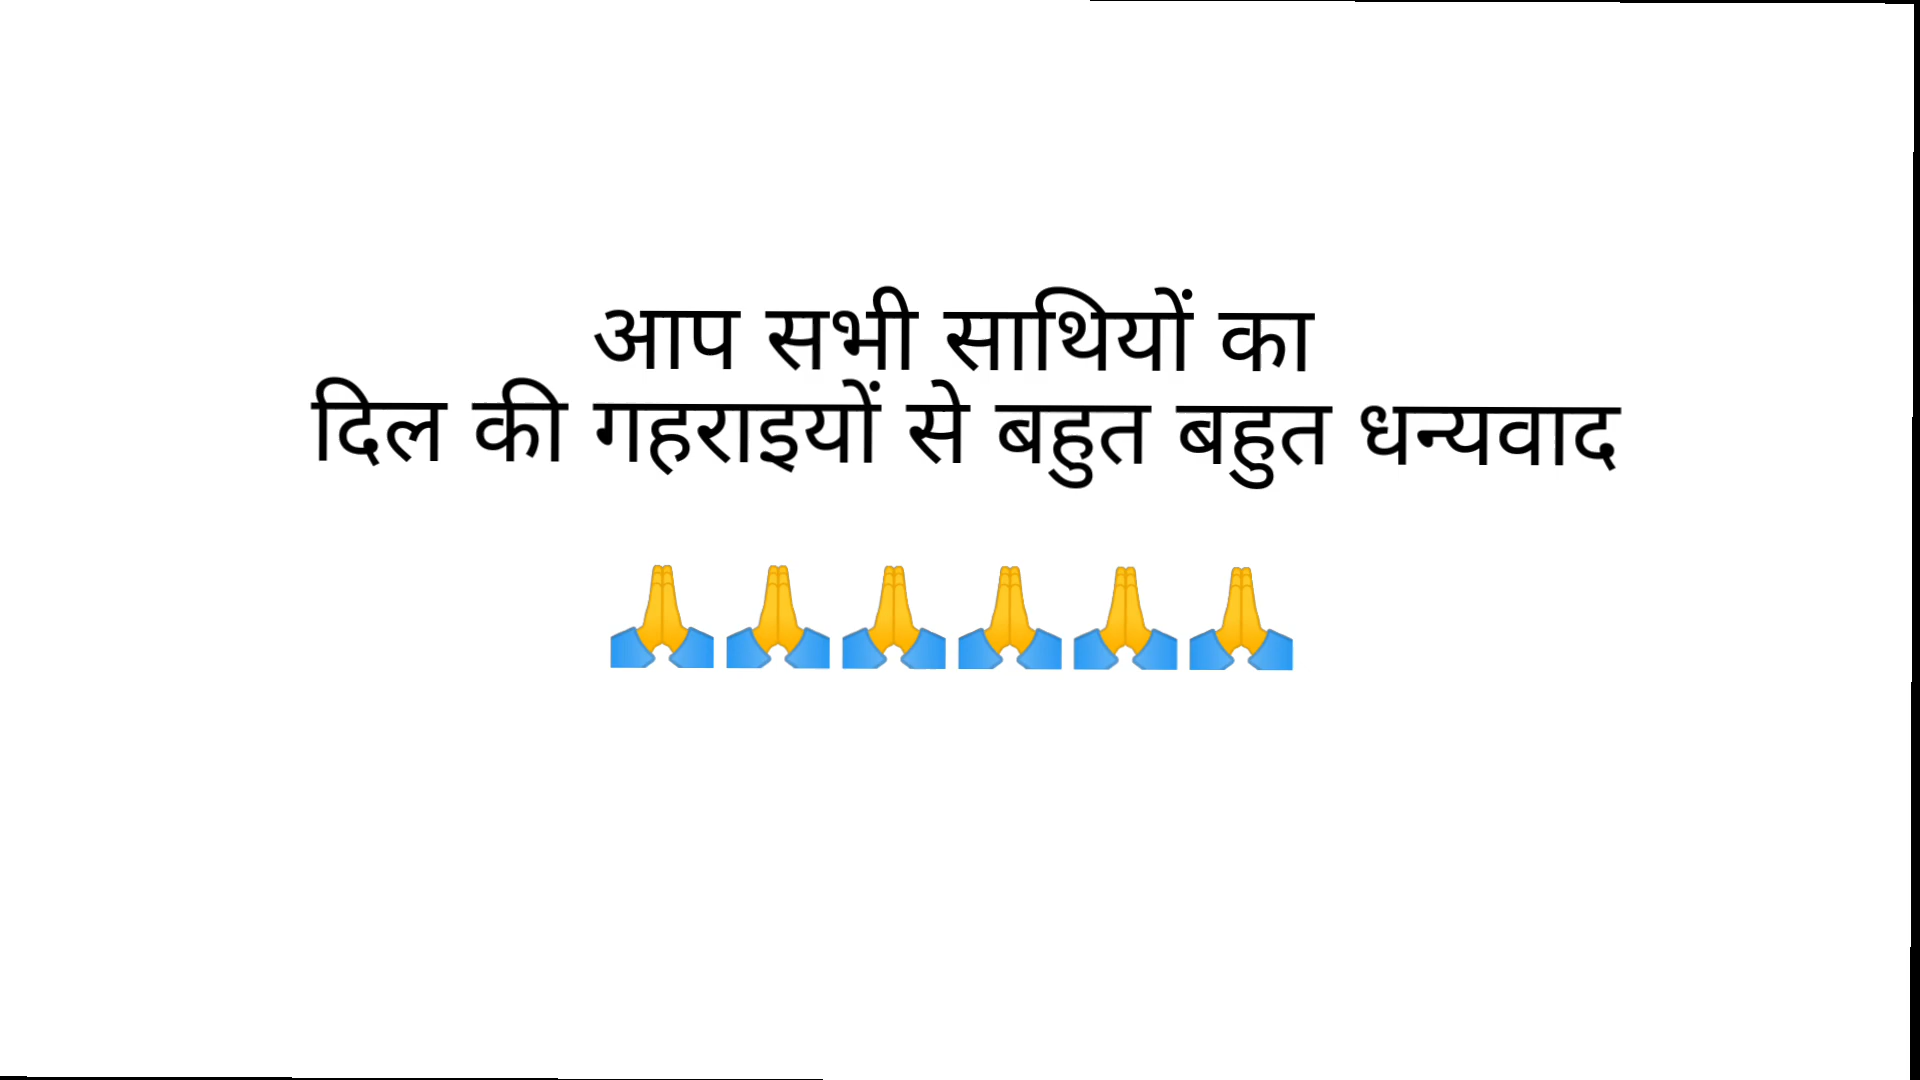 आप सभी साथियों का
दिल की गहराइयों से बहुत बहुत धन्यवाद
🙏🙏🙏🙏🙏🙏